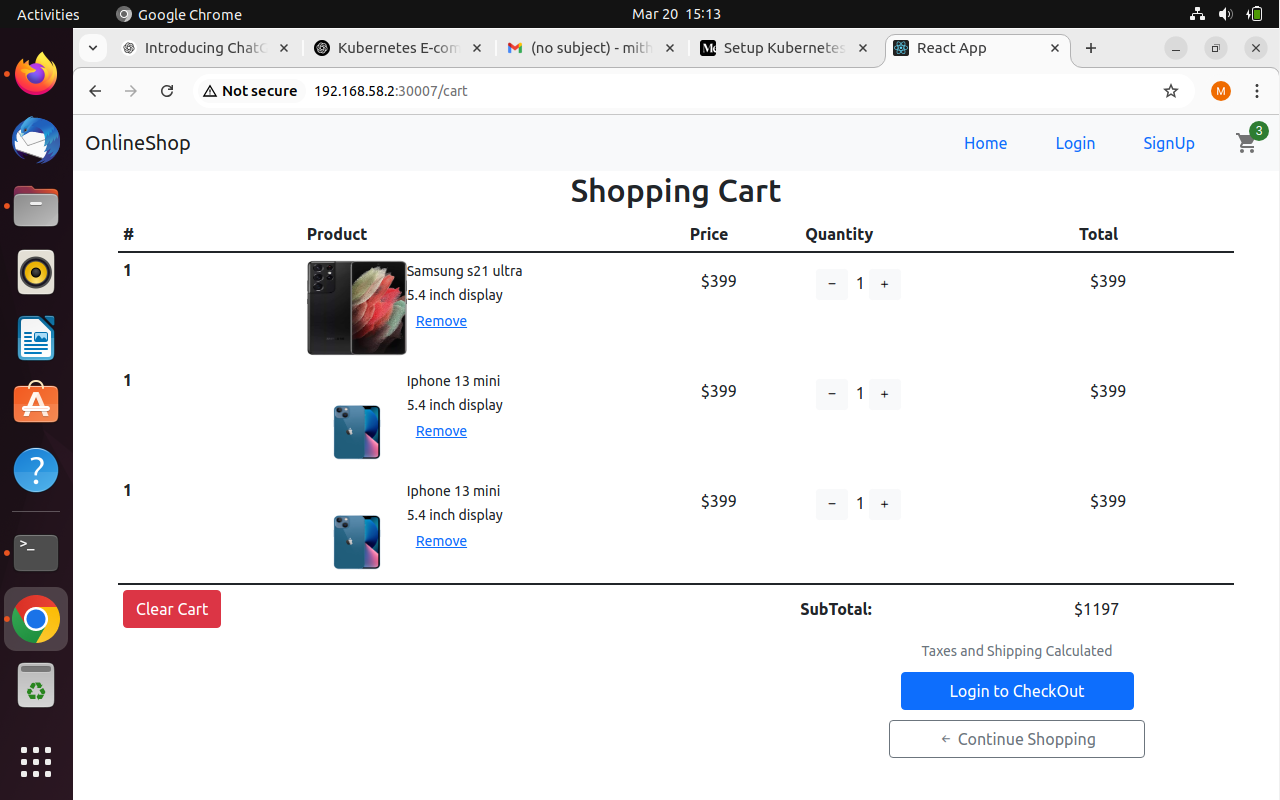 Activities Google Chrome Mar 20 15:13
Introducing ChatG Kubernetes E-com (no subject) - mith Setup Kubernetes React App
Not secure 192.168.58.2:30007/cart M
OnlineShop Home Login SignUp 3
Shopping Cart
# Product Price Quantity Total
1 Samsung s21 ultra $399 − 1 + $399
5.4 inch display
Remove
1 Iphone 13 mini $399 − 1 + $399
5.4 inch display
Remove
1 Iphone 13 mini $399 − 1 + $399
5.4 inch display
Remove
Clear Cart SubTotal: $1197
Taxes and Shipping Calculated
Login to CheckOut
← Continue Shopping